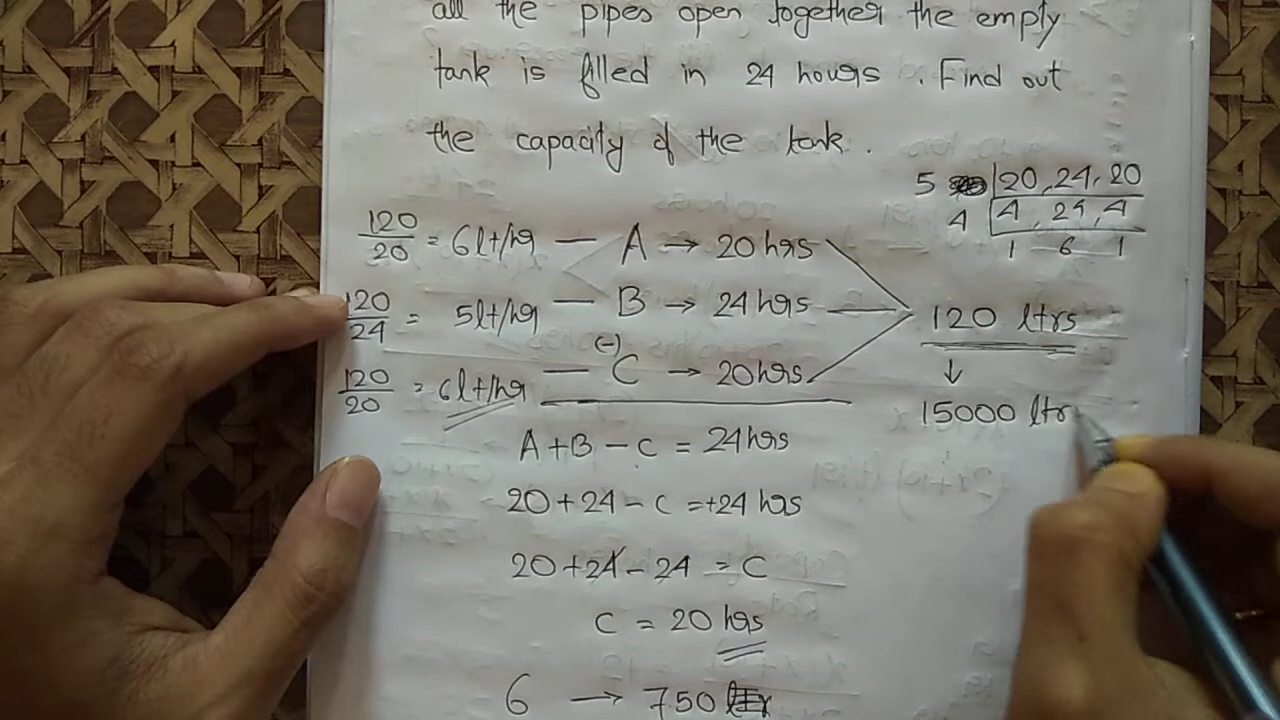 all the pipes open together the empty
tank is filled in 24 hours . Find out
the capacity of the tank .
5 | 20, 24, 20
4 | 4, 24, 4
1 6 1
120/20 = 6lt/hr — A → 20 hrs
120/24 = 5lt/hr — B → 24 hrs
120 ltrs
(-)
120/20 = 6lt/hr — C → 20hrs
↓
15000 ltr
A+B-C = 24hrs
20+24-C =+24 hrs
20+24-24 = C
C = 20 hrs
6 → 750